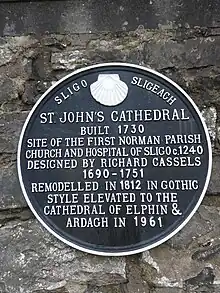 SLIGO SLIGEACH
ST. JOHN'S CATHEDRAL
BUILT 1730
SITE OF THE FIRST NORMAN PARISH
CHURCH AND HOSPITAL OF SLIGO c.1240
DESIGNED BY RICHARD CASSELS
1690-1751
REMODELLED IN 1812 IN GOTHIC
STYLE ELEVATED TO THE
CATHEDRAL OF ELPHIN &
ARDAGH IN 1961